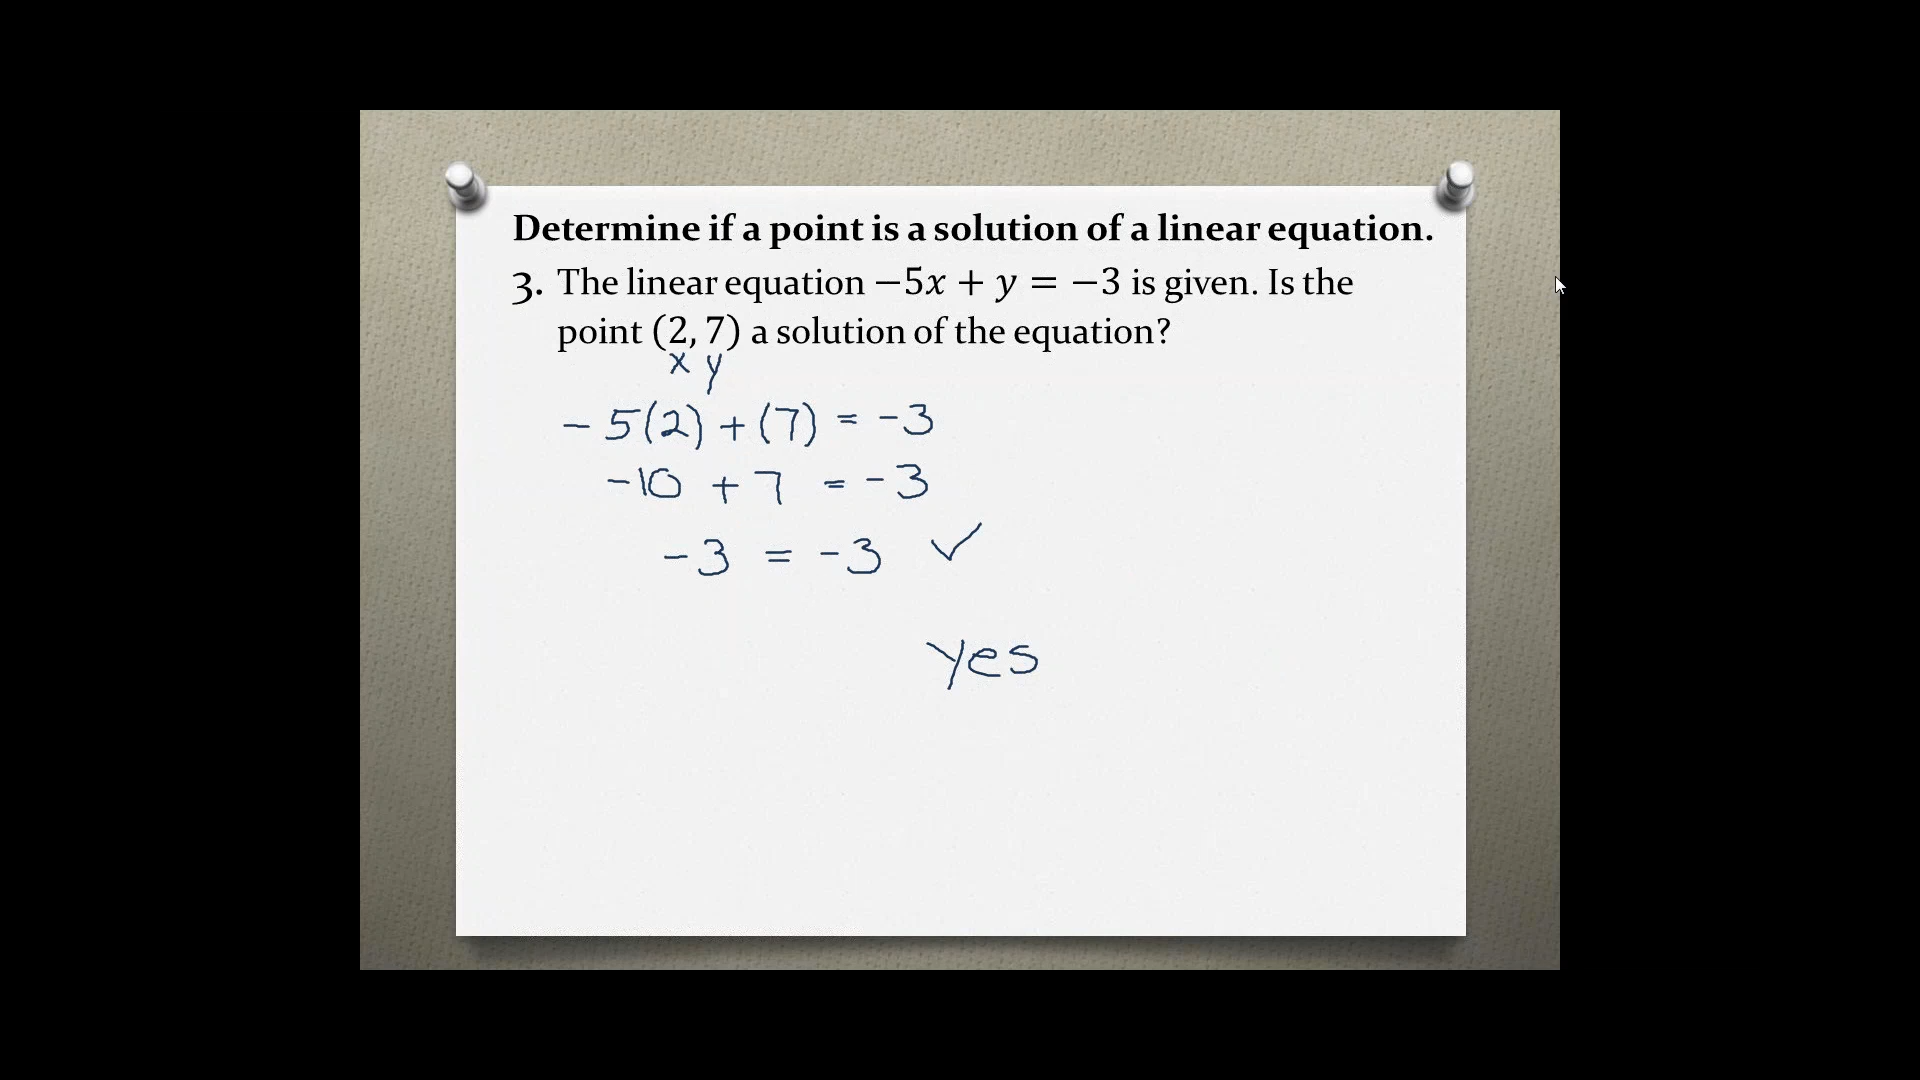 Determine if a point is a solution of a linear equation.
3. The linear equation −5x + y = −3 is given. Is the
point (2, 7) a solution of the equation?
x y
- 5(2) + (7) = -3
-10 + 7 = -3
-3 = -3 ✓
yes